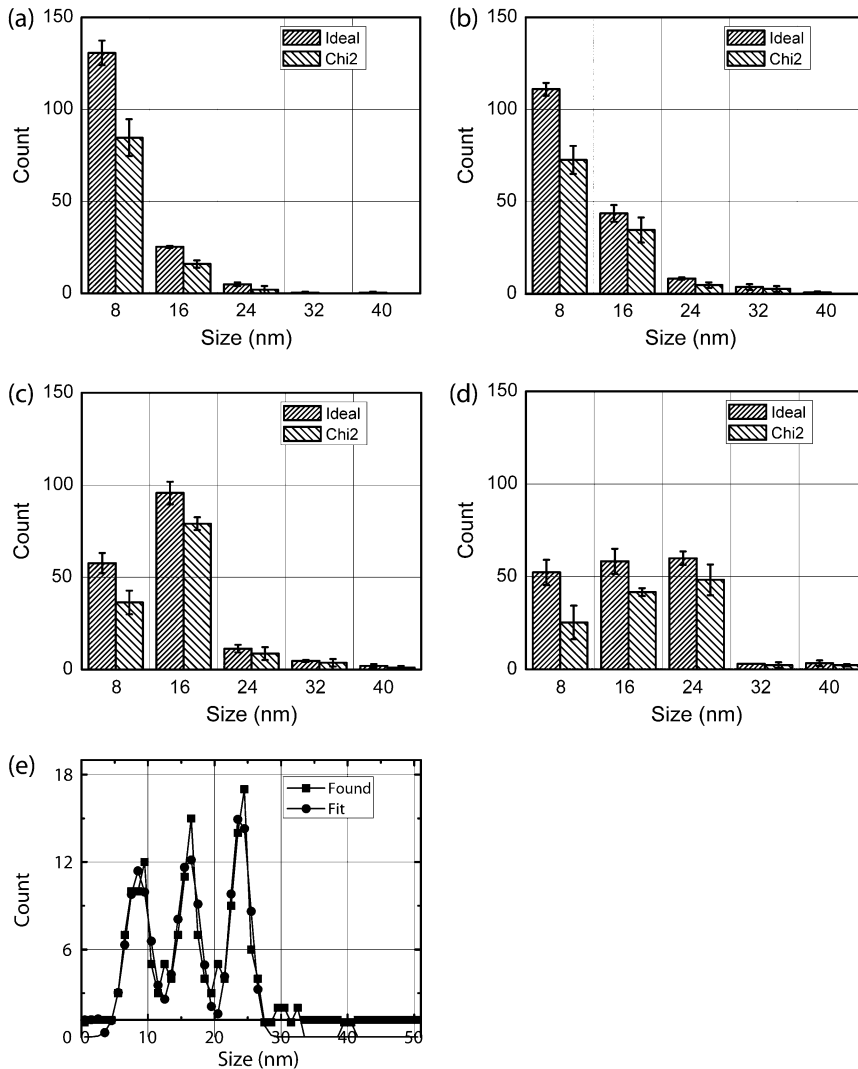 (a)
150
100
50
0
Count
Ideal
Chi2
8 16 24 32 40
Size (nm)
(b)
150
100
50
0
Count
Ideal
Chi2
8 16 24 32 40
Size (nm)
(c)
150
100
50
0
Count
Ideal
Chi2
8 16 24 32 40
Size (nm)
(d)
150
100
50
0
Count
Ideal
Chi2
8 16 24 32 40
Size (nm)
(e)
18
12
6
0
Count
Found
Fit
0 10 20 30 40 50
Size (nm)